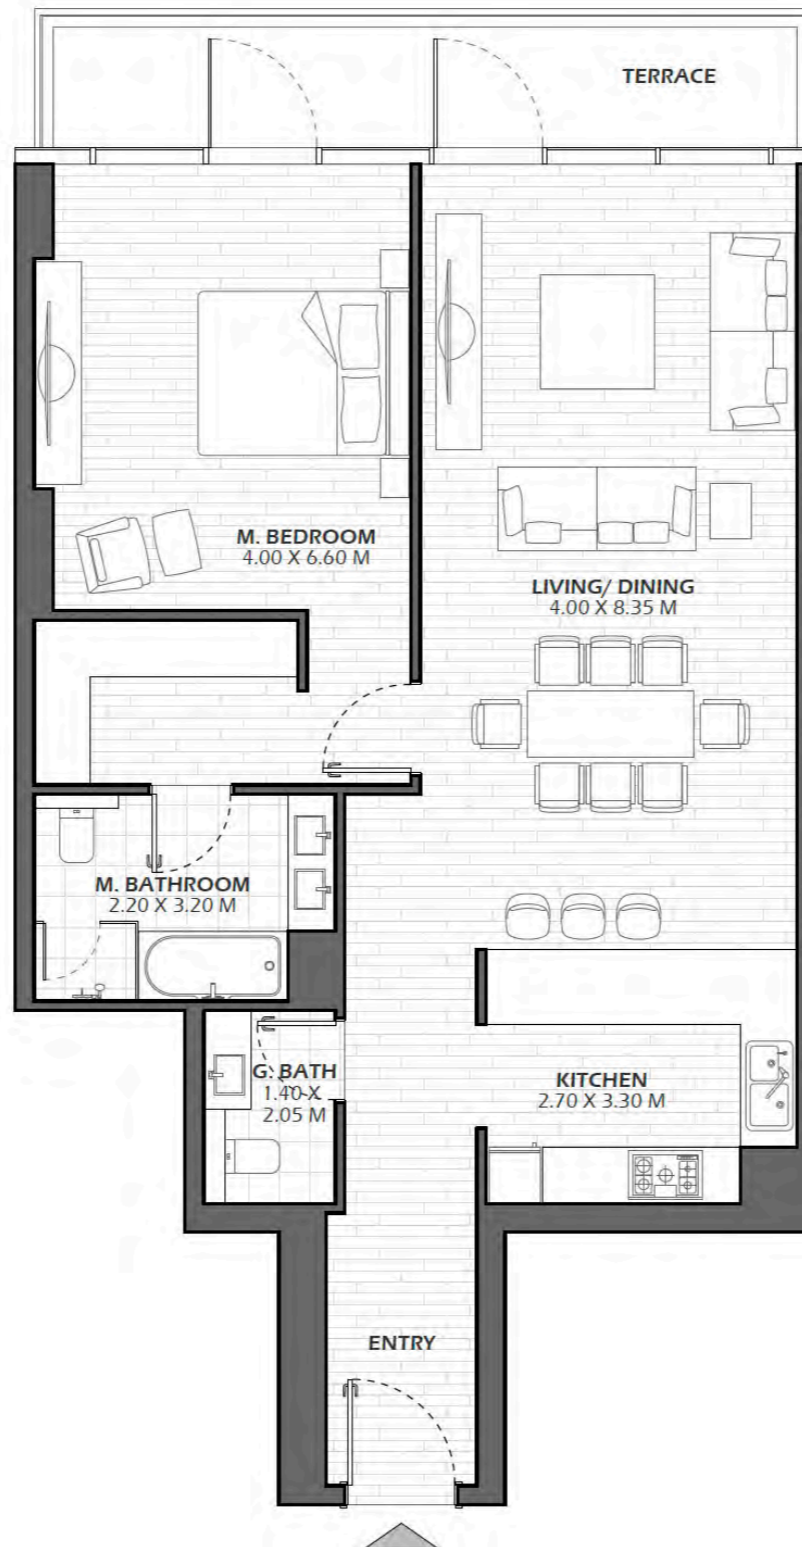 TERRACE
M. BEDROOM
4.00 X 6.60 M
LIVING/ DINING
4.00 X 8.35 M
M. BATHROOM
2.20 X 3.20 M
G. BATH
1.40 X
2.05 M
KITCHEN
2.70 X 3.30 M
ENTRY